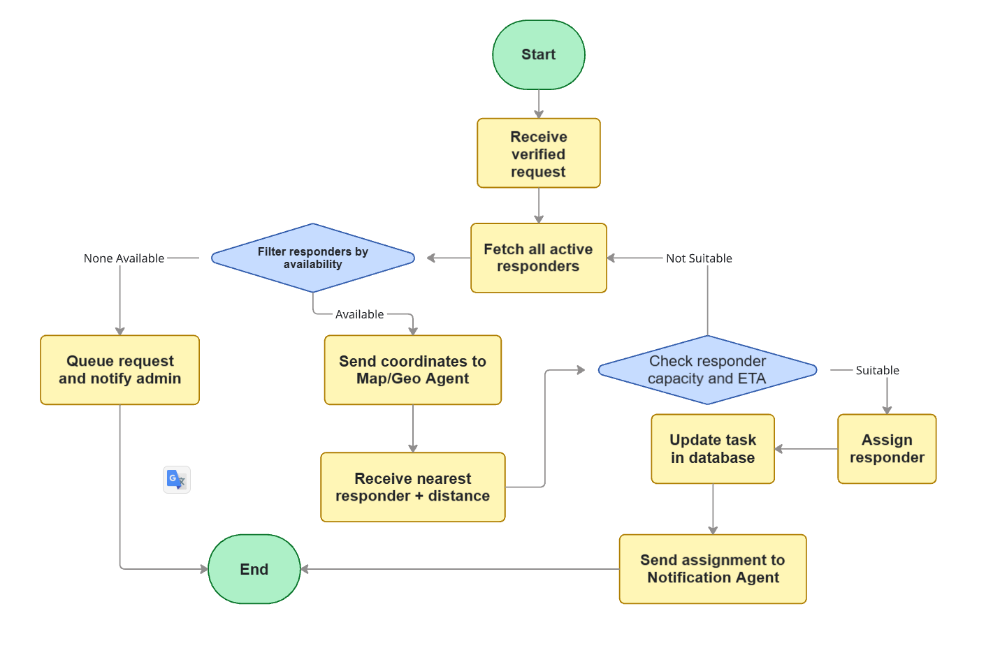 Start
Receive
verified
request
Fetch all active
responders
Filter responders by
availability
None Available
Not Suitable
Available
Queue request
and notify admin
Send coordinates to
Map/Geo Agent
Check responder
capacity and ETA
Suitable
Update task
in database
Assign
responder
Receive nearest
responder + distance
G
End
Send assignment to
Notification Agent